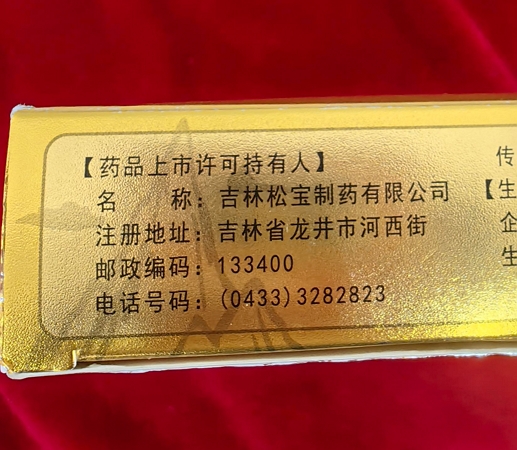 【药品上市许可持有人】
名 称：吉林松宝制药有限公司
注册地址：吉林省龙井市河西街
邮政编码：133400
电话号码：(0433)3282823
传
【生
企
生